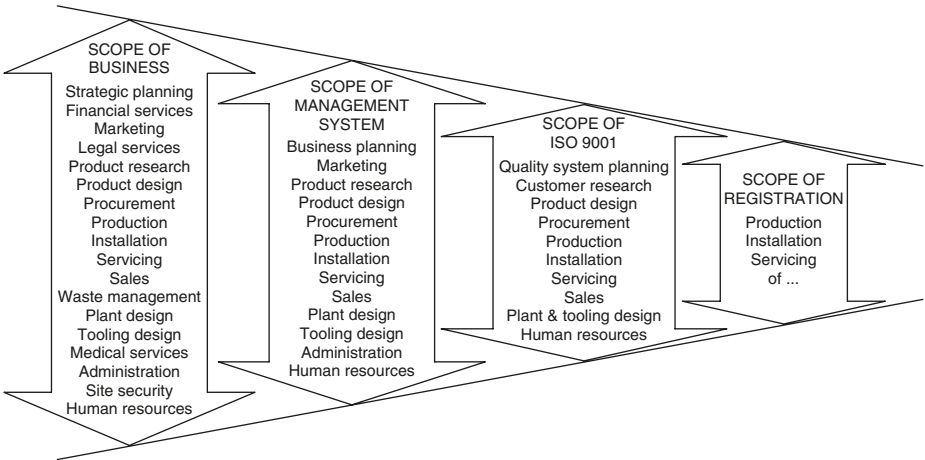 SCOPE OF
BUSINESS
Strategic planning
Financial services
Marketing
Legal services
Product research
Product design
Procurement
Production
Installation
Servicing
Sales
Waste management
Plant design
Tooling design
Medical services
Administration
Site security
Human resources
SCOPE OF
MANAGEMENT
SYSTEM
Business planning
Marketing
Product research
Product design
Procurement
Production
Installation
Servicing
Sales
Plant design
Tooling design
Administration
Human resources
SCOPE OF
ISO 9001
Quality system planning
Customer research
Product design
Procurement
Production
Installation
Servicing
Sales
Plant & tooling design
Human resources
SCOPE OF
REGISTRATION
Production
Installation
Servicing
of ...